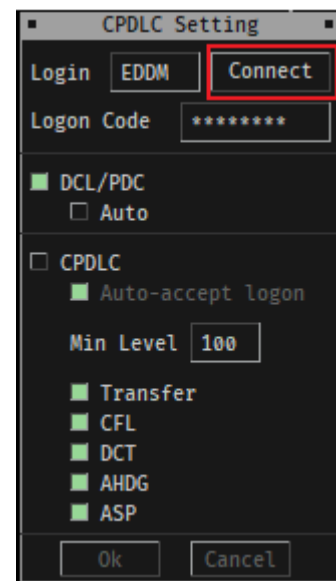 CPDLC Setting
Login EDDM Connect
Logon Code ********
DCL/PDC
Auto
CPDLC
Auto-accept logon
Min Level 100
Transfer
CFL
DCT
AHDG
ASP
Ok Cancel